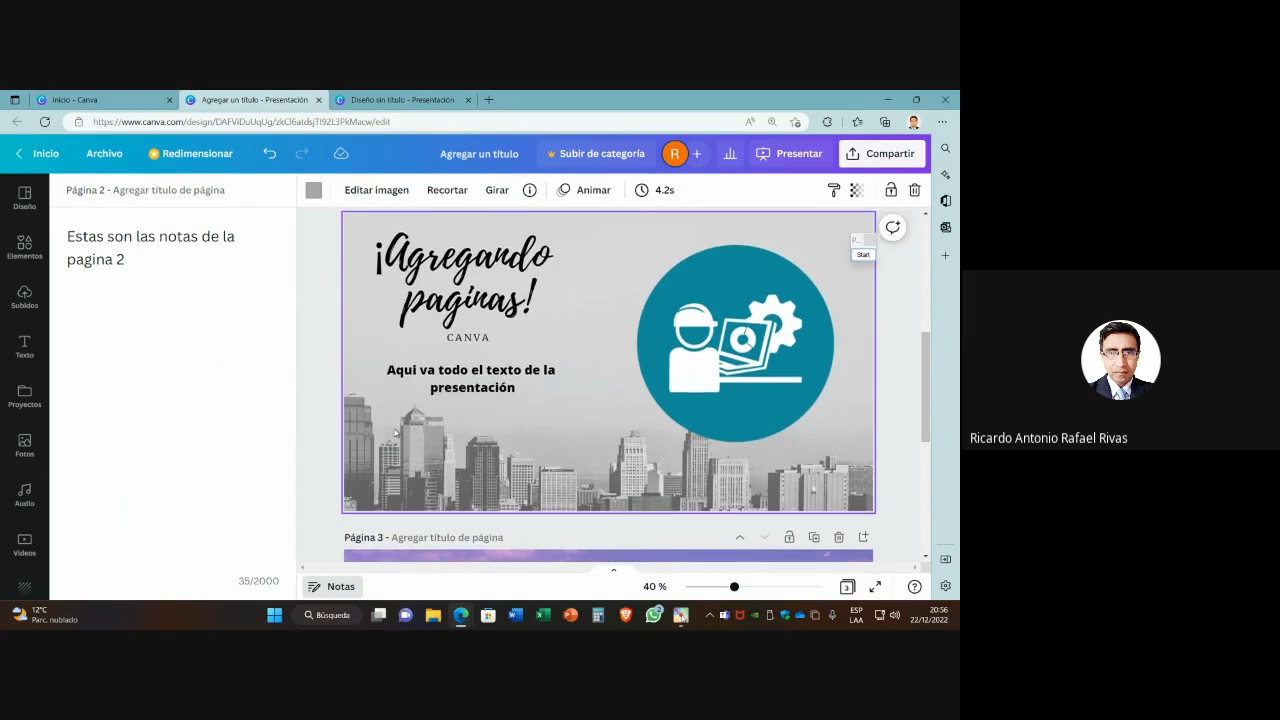 Inicio - Canva
Agregar un título - Presentación
Diseño sin título - Presentación
https://www.canva.com/design/DAFViDuUqUg/zkCl6atdsjTI92L3PkMacw/edit
Inicio
Archivo
Redimensionar
Agregar un título
Subir de categoría
R
Presentar
Compartir
Página 2 - Agregar título de página
Editar imagen
Recortar
Girar
Animar
4.2s
Diseño
Elementos
Subidos
Texto
Proyectos
Fotos
Audio
Videos
Estas son las notas de la
pagina 2
35/2000
¡Agregando
paginas!
CANVA
Aqui va todo el texto de la
presentación
P...
Start
Página 3 - Agregar título de página
Notas
40 %
3
12°C
Parc. nublado
Búsqueda
2
ESP
LAA
20:56
22/12/2022
Ricardo Antonio Rafael Rivas